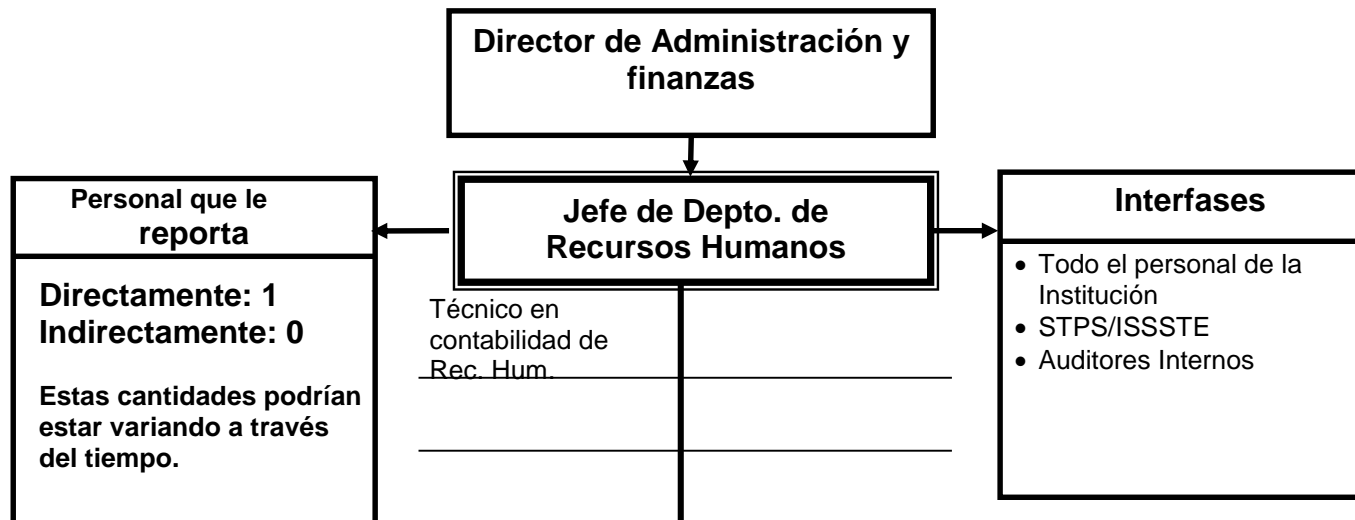 Director de Administración y
finanzas
Jefe de Depto. de
Recursos Humanos
Personal que le
reporta
Directamente: 1
Indirectamente: 0
Estas cantidades podrían
estar variando a través
del tiempo.
Técnico en
contabilidad de
Rec. Hum.
Interfases
• Todo el personal de la
Institución
• STPS/ISSSTE
• Auditores Internos